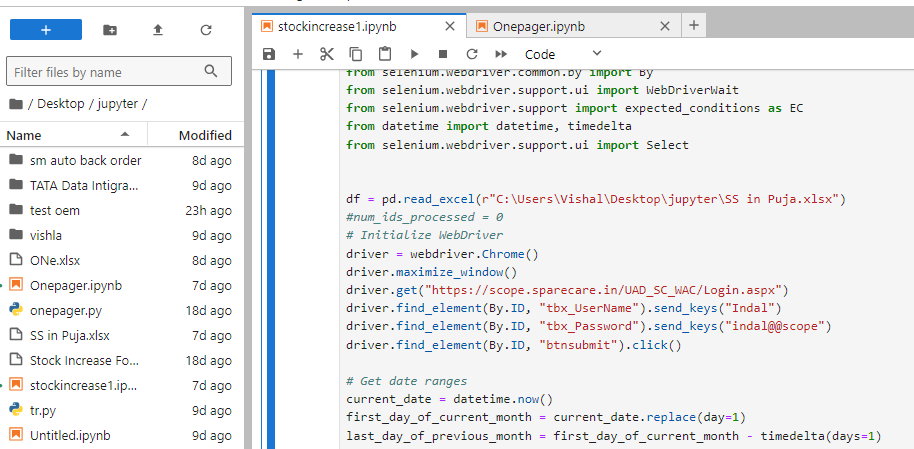 stockincrease1.ipynb
Onepager.ipynb
Code
Filter files by name
/ Desktop / jupyter /
Name Modified
sm auto back order 8d ago
TATA Data Intigra... 9d ago
test oem 23h ago
vishla 9d ago
ONe.xlsx 8d ago
Onepager.ipynb 7d ago
onepager.py 18d ago
SS in Puja.xlsx 7d ago
Stock Increase Fo... 18d ago
stockincrease1.ip... 7d ago
tr.py 9d ago
Untitled.ipynb 9d ago
from selenium.webdriver.common.by import By
from selenium.webdriver.support.ui import WebDriverWait
from selenium.webdriver.support import expected_conditions as EC
from datetime import datetime, timedelta
from selenium.webdriver.support.ui import Select
df = pd.read_excel(r"C:\Users\Vishal\Desktop\jupyter\SS in Puja.xlsx")
#num_ids_processed = 0
# Initialize WebDriver
driver = webdriver.Chrome()
driver.maximize_window()
driver.get("https://scope.sparecare.in/UAD_SC_WAC/Login.aspx")
driver.find_element(By.ID, "tbx_UserName").send_keys("Indal")
driver.find_element(By.ID, "tbx_Password").send_keys("indal@@scope")
driver.find_element(By.ID, "btnsubmit").click()
# Get date ranges
current_date = datetime.now()
first_day_of_current_month = current_date.replace(day=1)
last_day_of_previous_month = first_day_of_current_month - timedelta(days=1)